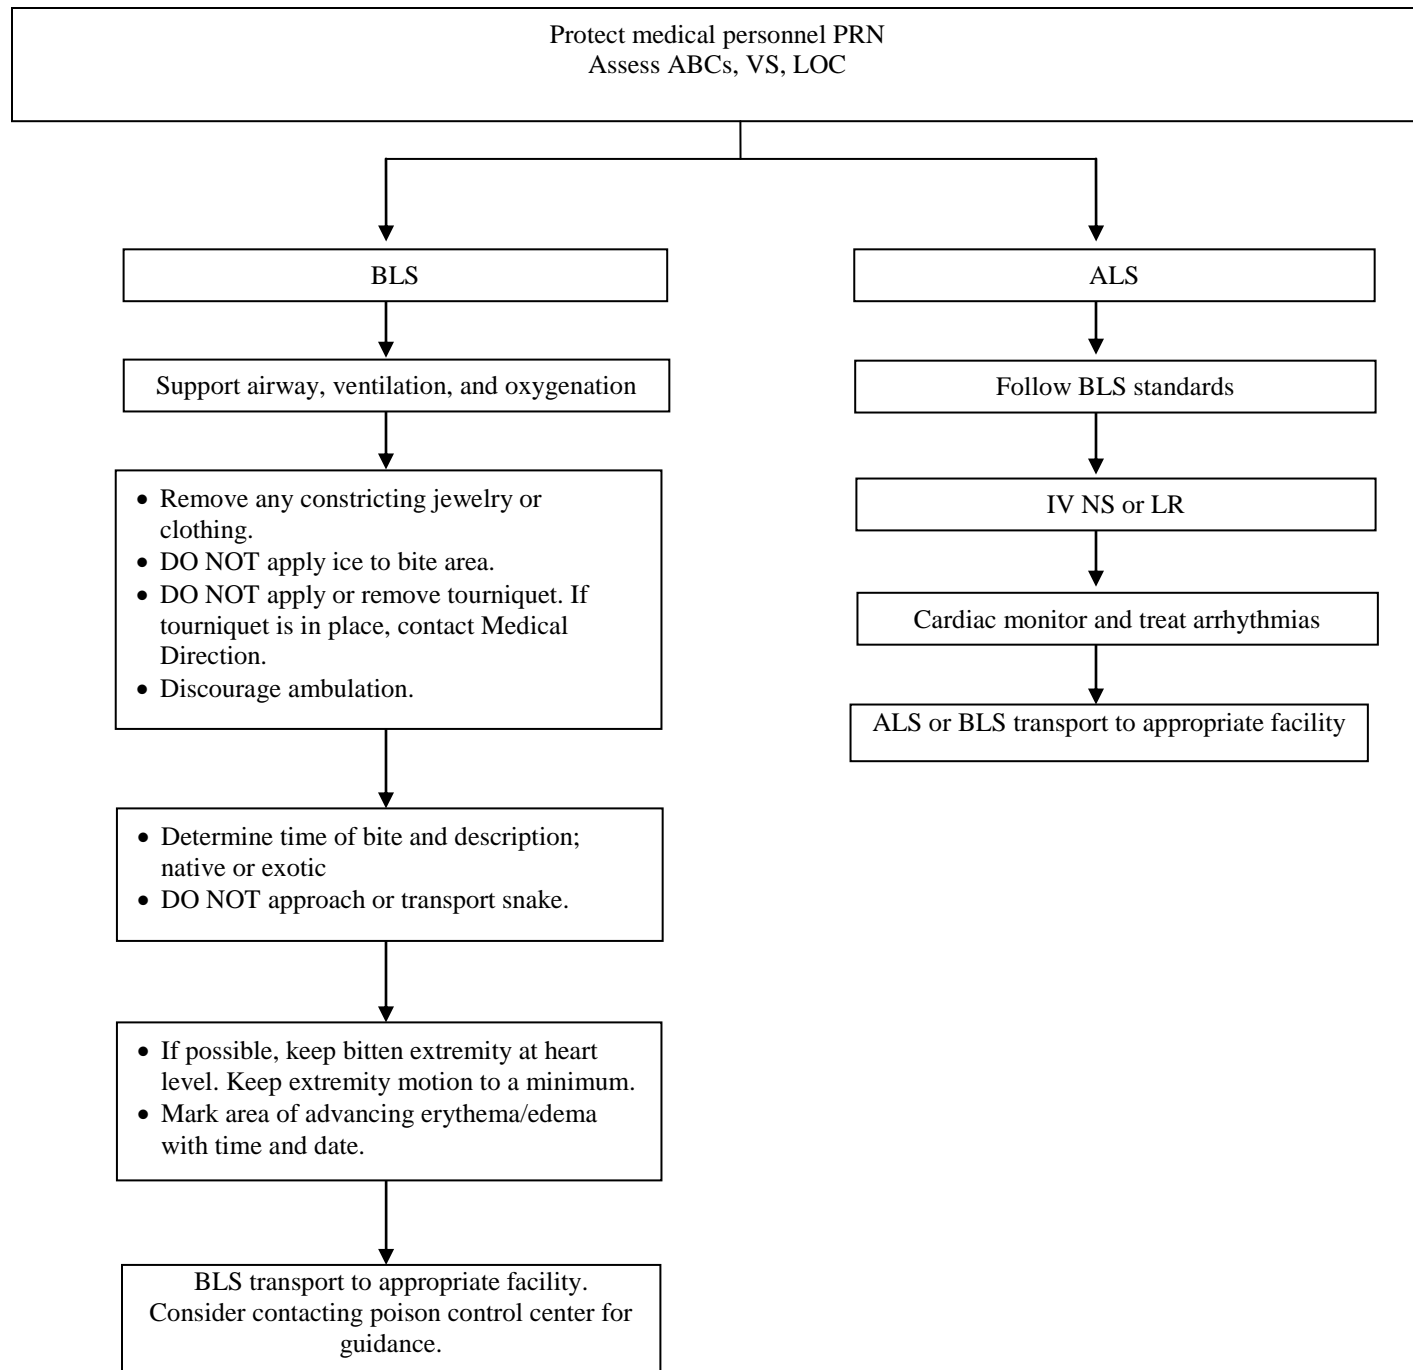 Protect medical personnel PRN
Assess ABCs, VS, LOC
BLS
Support airway, ventilation, and oxygenation
• Remove any constricting jewelry or
clothing.
• DO NOT apply ice to bite area.
• DO NOT apply or remove tourniquet. If
tourniquet is in place, contact Medical
Direction.
• Discourage ambulation.
• Determine time of bite and description;
native or exotic
• DO NOT approach or transport snake.
• If possible, keep bitten extremity at heart
level. Keep extremity motion to a minimum.
• Mark area of advancing erythema/edema
with time and date.
BLS transport to appropriate facility.
Consider contacting poison control center for
guidance.
ALS
Follow BLS standards
IV NS or LR
Cardiac monitor and treat arrhythmias
ALS or BLS transport to appropriate facility